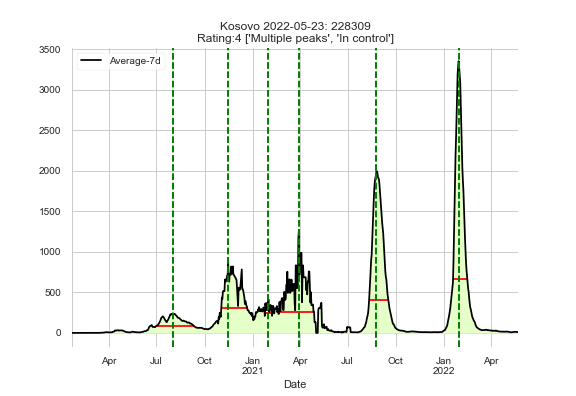 Kosovo 2022-05-23: 228309
Rating:4 ['Multiple peaks', 'In control']
Average-7d
3500
3000
2500
2000
1500
1000
500
0
Apr Jul Oct Jan Apr Jul Oct Jan Apr
2021 2022
Date